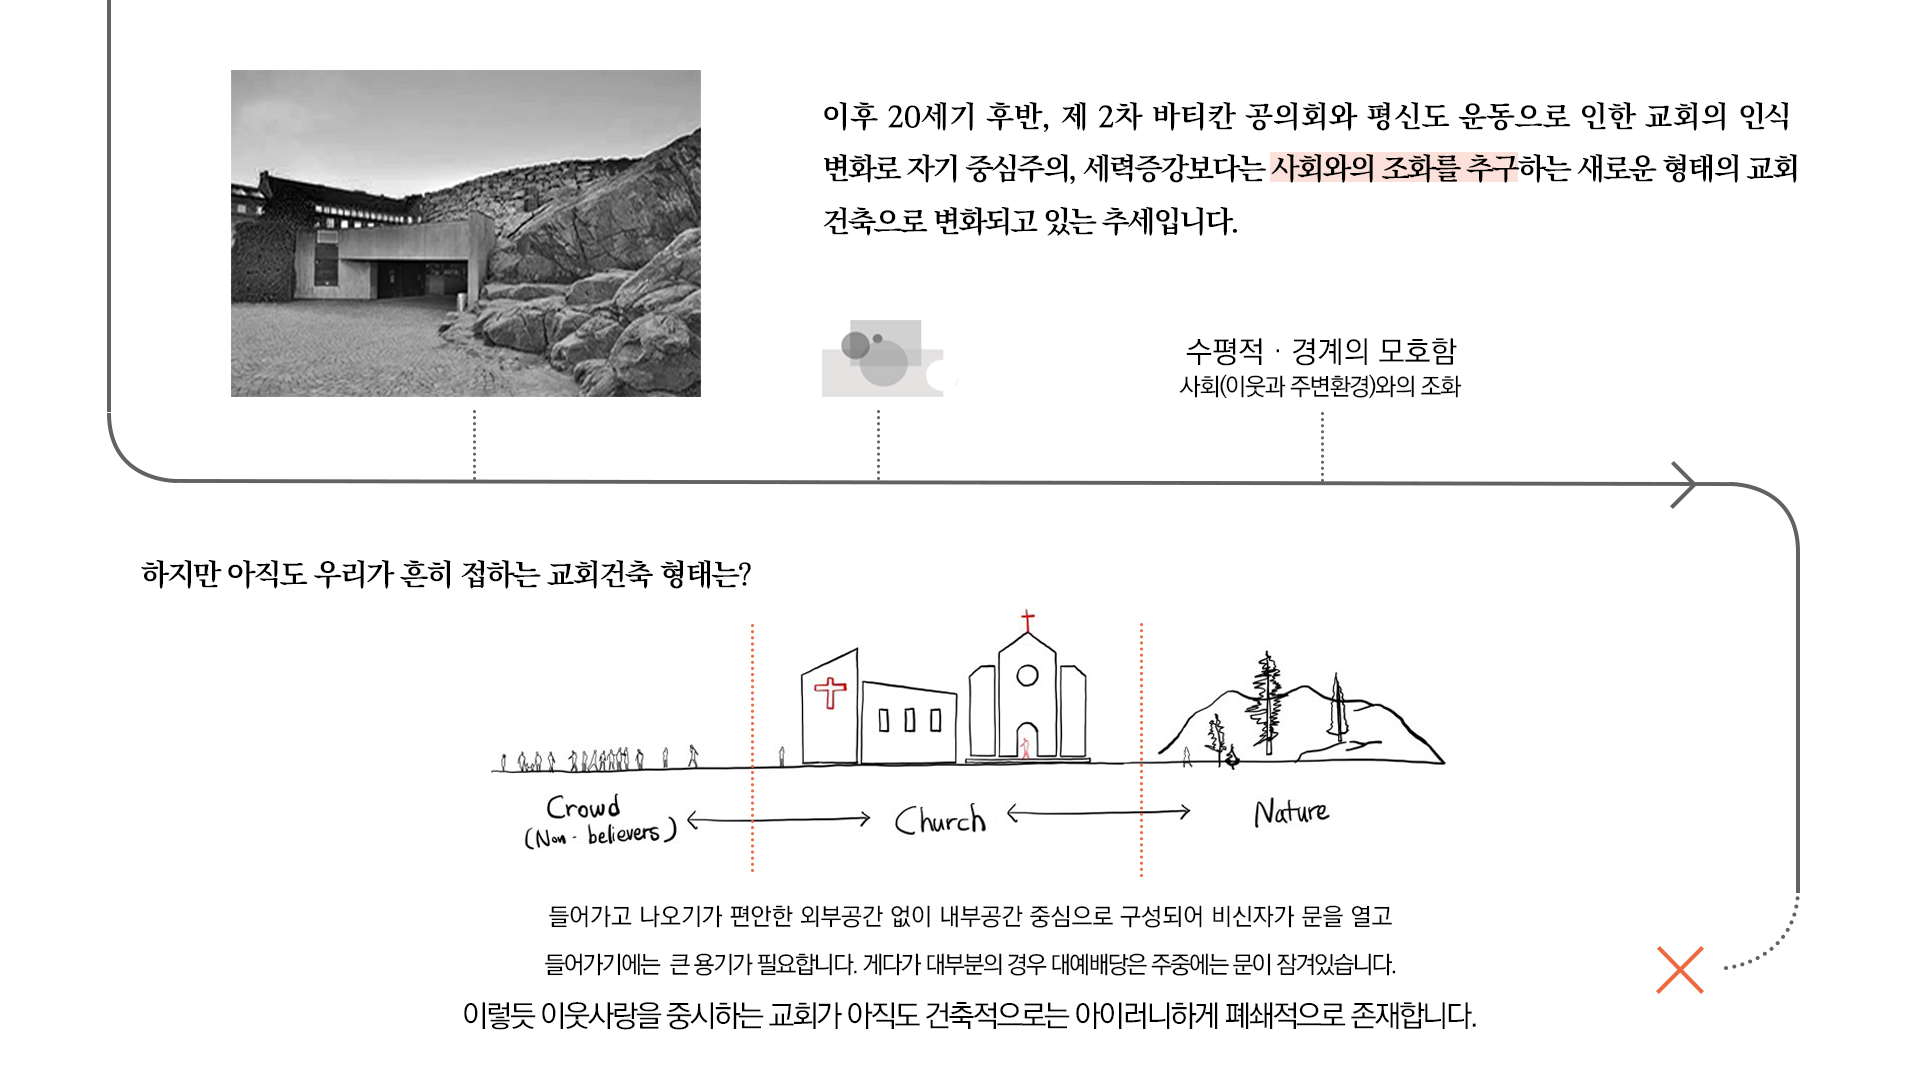 이후 20세기 후반, 제 2차 바티칸 공의회와 평신도 운동으로 인한 교회의 인식
변화로 자기 중심주의, 세력증강보다는 사회와의 조화를 추구하는 새로운 형태의 교회
건축으로 변화되고 있는 추세입니다.
수평적 · 경계의 모호함
사회(이웃과 주변환경)와의 조화
하지만 아직도 우리가 흔히 접하는 교회건축 형태는?
Crowd
(Non - believers)
Church
Nature
들어가고 나오기가 편안한 외부공간 없이 내부공간 중심으로 구성되어 비신자가 문을 열고
들어가기에는 큰 용기가 필요합니다. 게다가 대부분의 경우 대예배당은 주중에는 문이 잠겨있습니다.
이렇듯 이웃사랑을 중시하는 교회가 아직도 건축적으로는 아이러니하게 폐쇄적으로 존재합니다.